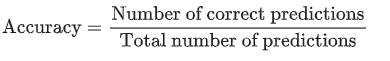 Accuracy = Number of correct predictions / Total number of predictions